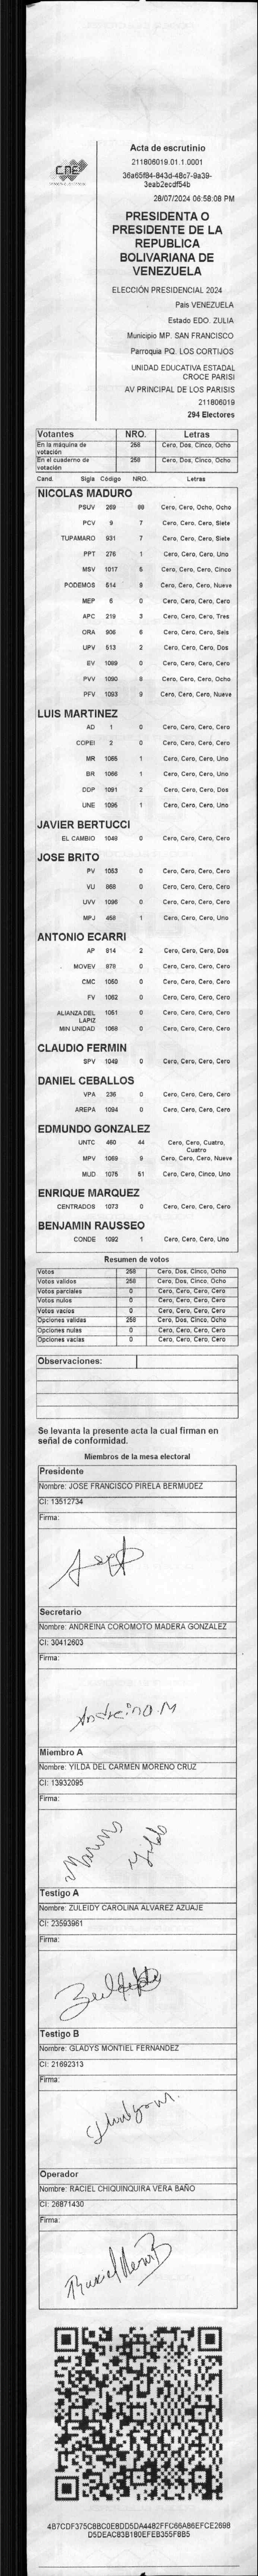 CNE
Acta de escrutinio
211806019.01.1.0001
36a65f84-843d-48c7-9a39-
3eab2ecdf54b
28/07/2024 06:58:08 PM
PRESIDENTA O
PRESIDENTE DE LA
REPUBLICA
BOLIVARIANA DE
VENEZUELA
ELECCIÓN PRESIDENCIAL 2024
País VENEZUELA
Estado EDO. ZULIA
Municipio MP. SAN FRANCISCO
Parroquia PQ. LOS CORTIJOS
UNIDAD EDUCATIVA ESTADAL
CROCE PARISI
AV PRINCIPAL DE LOS PARISIS
211806019
294 Electores
Votantes NRO. Letras
En la máquina de votación 258 Cero, Dos, Cinco, Ocho
En el cuaderno de votación 258 Cero, Dos, Cinco, Ocho
Cand. Sigla Código NRO. Letras
NICOLAS MADURO
PSUV 269 88 Cero, Cero, Ocho, Ocho
PCV 9 7 Cero, Cero, Cero, Siete
TUPAMARO 931 7 Cero, Cero, Cero, Siete
PPT 276 1 Cero, Cero, Cero, Uno
MSV 1017 5 Cero, Cero, Cero, Cinco
PODEMOS 514 9 Cero, Cero, Cero, Nueve
MEP 6 0 Cero, Cero, Cero, Cero
APC 219 3 Cero, Cero, Cero, Tres
ORA 906 6 Cero, Cero, Cero, Seis
UPV 513 2 Cero, Cero, Cero, Dos
EV 1089 0 Cero, Cero, Cero, Cero
PVV 1090 8 Cero, Cero, Cero, Ocho
PFV 1093 9 Cero, Cero, Cero, Nueve
LUIS MARTINEZ
AD 1 0 Cero, Cero, Cero, Cero
COPEI 2 0 Cero, Cero, Cero, Cero
MR 1065 1 Cero, Cero, Cero, Uno
BR 1066 1 Cero, Cero, Cero, Uno
DDP 1091 2 Cero, Cero, Cero, Dos
UNE 1095 1 Cero, Cero, Cero, Uno
JAVIER BERTUCCI
EL CAMBIO 1048 0 Cero, Cero, Cero, Cero
JOSE BRITO
PV 1053 0 Cero, Cero, Cero, Cero
VU 868 0 Cero, Cero, Cero, Cero
UVV 1096 0 Cero, Cero, Cero, Cero
MPJ 458 1 Cero, Cero, Cero, Uno
ANTONIO ECARRI
AP 814 2 Cero, Cero, Cero, Dos
MOVEV 878 0 Cero, Cero, Cero, Cero
CMC 1050 0 Cero, Cero, Cero, Cero
FV 1062 0 Cero, Cero, Cero, Cero
ALIANZA DEL LAPIZ 1051 0 Cero, Cero, Cero, Cero
MIN UNIDAD 1068 0 Cero, Cero, Cero, Cero
CLAUDIO FERMIN
SPV 1049 0 Cero, Cero, Cero, Cero
DANIEL CEBALLOS
VPA 236 0 Cero, Cero, Cero, Cero
AREPA 1094 0 Cero, Cero, Cero, Cero
EDMUNDO GONZALEZ
UNTC 460 44 Cero, Cero, Cuatro, Cuatro
MPV 1069 9 Cero, Cero, Cero, Nueve
MUD 1075 51 Cero, Cero, Cinco, Uno
ENRIQUE MARQUEZ
CENTRADOS 1073 0 Cero, Cero, Cero, Cero
BENJAMIN RAUSSEO
CONDE 1092 1 Cero, Cero, Cero, Uno
Resumen de votos
Votos 258 Cero, Dos, Cinco, Ocho
Votos validos 258 Cero, Dos, Cinco, Ocho
Votos parciales 0 Cero, Cero, Cero, Cero
Votos nulos 0 Cero, Cero, Cero, Cero
Votos vacios 0 Cero, Cero, Cero, Cero
Opciones validas 258 Cero, Dos, Cinco, Ocho
Opciones nulas 0 Cero, Cero, Cero, Cero
Opciones vacias 0 Cero, Cero, Cero, Cero
Observaciones:
Se levanta la presente acta la cual firman en
señal de conformidad.
Miembros de la mesa electoral
Presidente
Nombre: JOSE FRANCISCO PIRELA BERMUDEZ
CI: 13512734
Firma:
Secretario
Nombre: ANDREINA COROMOTO MADERA GONZALEZ
CI: 30412603
Firma:
Andreina.M
Miembro A
Nombre: YILDA DEL CARMEN MORENO CRUZ
CI: 13932095
Firma:
Testigo A
Nombre: ZULEIDY CAROLINA ALVAREZ AZUAJE
CI: 23593961
Firma:
Testigo B
Nombre: GLADYS MONTIEL FERNANDEZ
CI: 21692313
Firma:
Operador
Nombre: RACIEL CHIQUINQUIRA VERA BAÑO
CI: 26871430
Firma:
4B7CDF375C8BC0E8DD5DA4482FFC66A86EFCE2698
D5DEAC83B180EFEB355F8B5